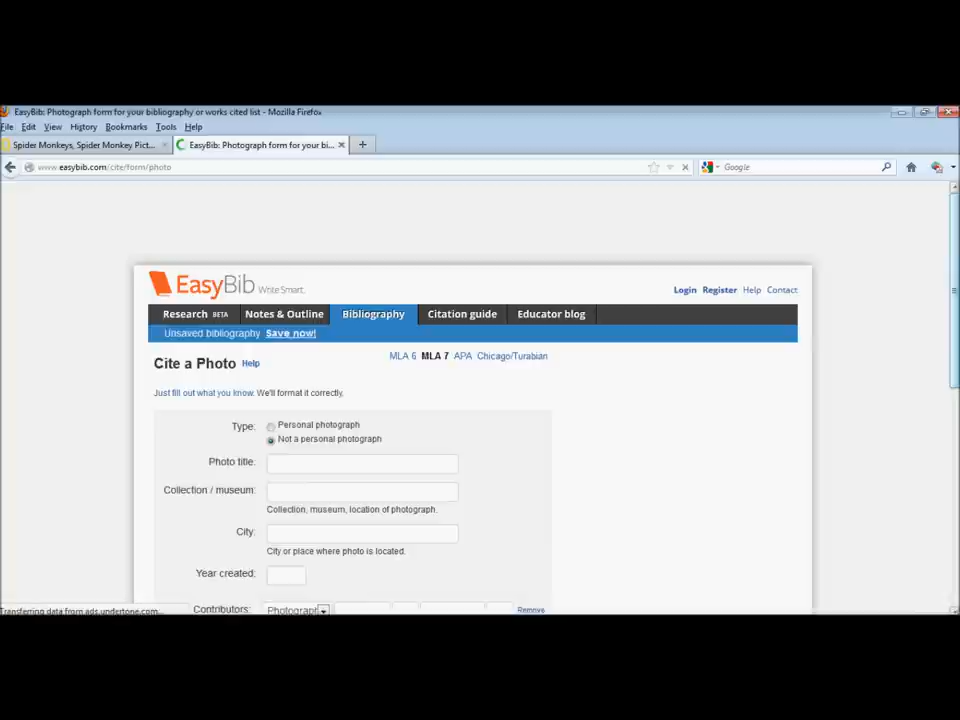 EasyBib: Photograph form for your bibliography or works cited list - Mozilla Firefox
File Edit View History Bookmarks Tools Help
Spider Monkeys, Spider Monkey Pict... EasyBib: Photograph form for your bi...
www.easybib.com/cite/form/photo Google
EasyBib Write Smart.
Login Register Help Contact
Research BETA Notes & Outline Bibliography Citation guide Educator blog
Unsaved bibliography Save now!
Cite a Photo Help MLA 6 MLA 7 APA Chicago/Turabian
Just fill out what you know. We'll format it correctly.
Type: Personal photograph
Not a personal photograph
Photo title:
Collection / museum:
Collection, museum, location of photograph.
City:
City or place where photo is located.
Year created:
Contributors: Photograph Remove
Transferring data from ads.undertone.com...